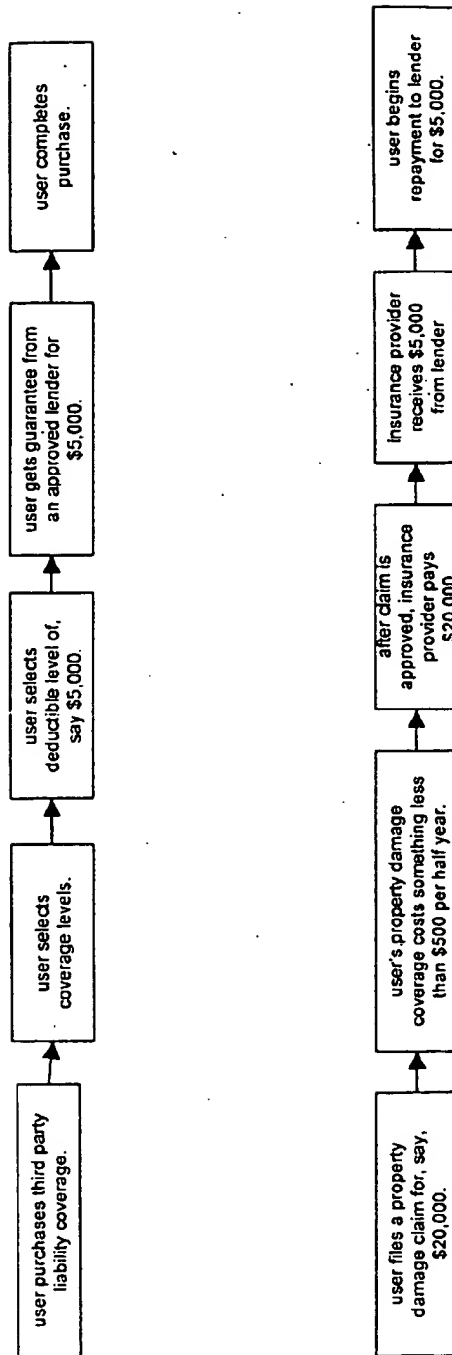 user purchases third party
liability coverage.
user selects
coverage levels.
user selects
deductible level of,
say $5,000.
user gets guarantee from
an approved lender for
$5,000.
user completes
purchase.
user files a property
damage claim for, say,
$20,000.
user's property damage
coverage costs something less
than $500 per half year.
after claim is
approved, insurance
provider pays
$20,000
Insurance provider
receives $5,000
from lender
user begins
repayment to lender
for $5,000.